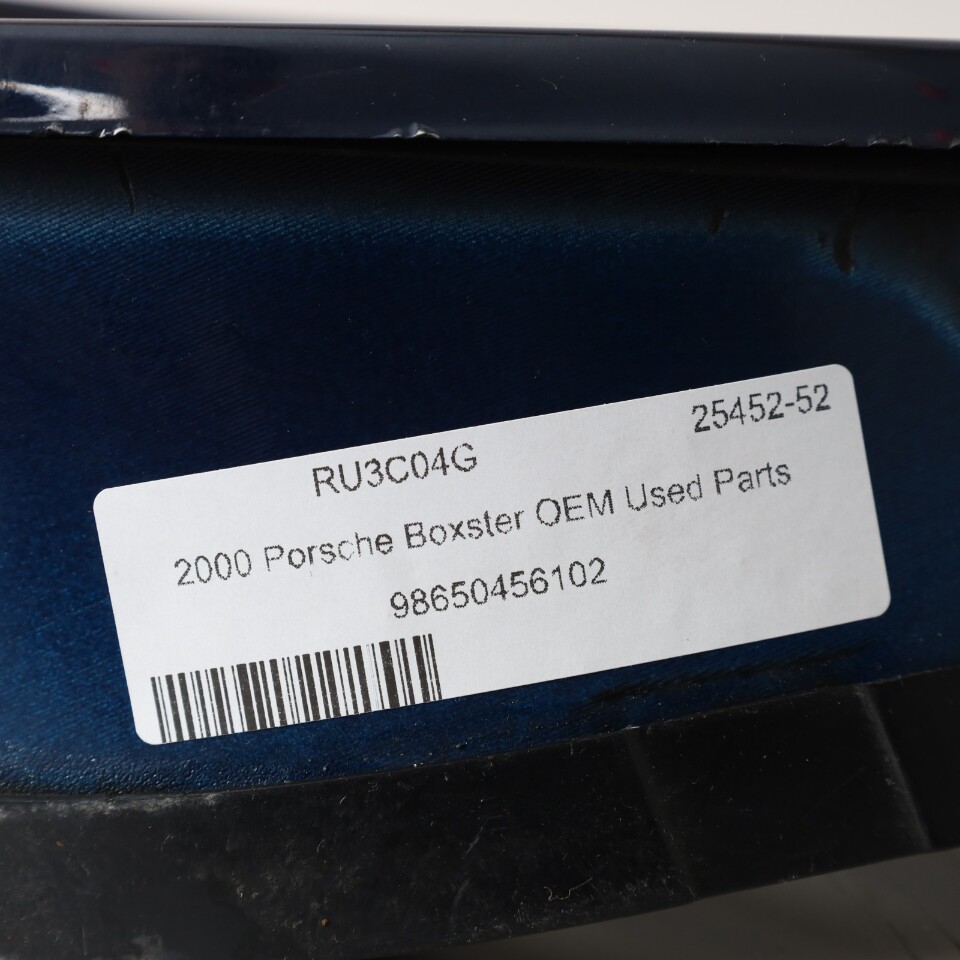 RU3C04G 25452-52
2000 Porsche Boxster OEM Used Parts
98650456102